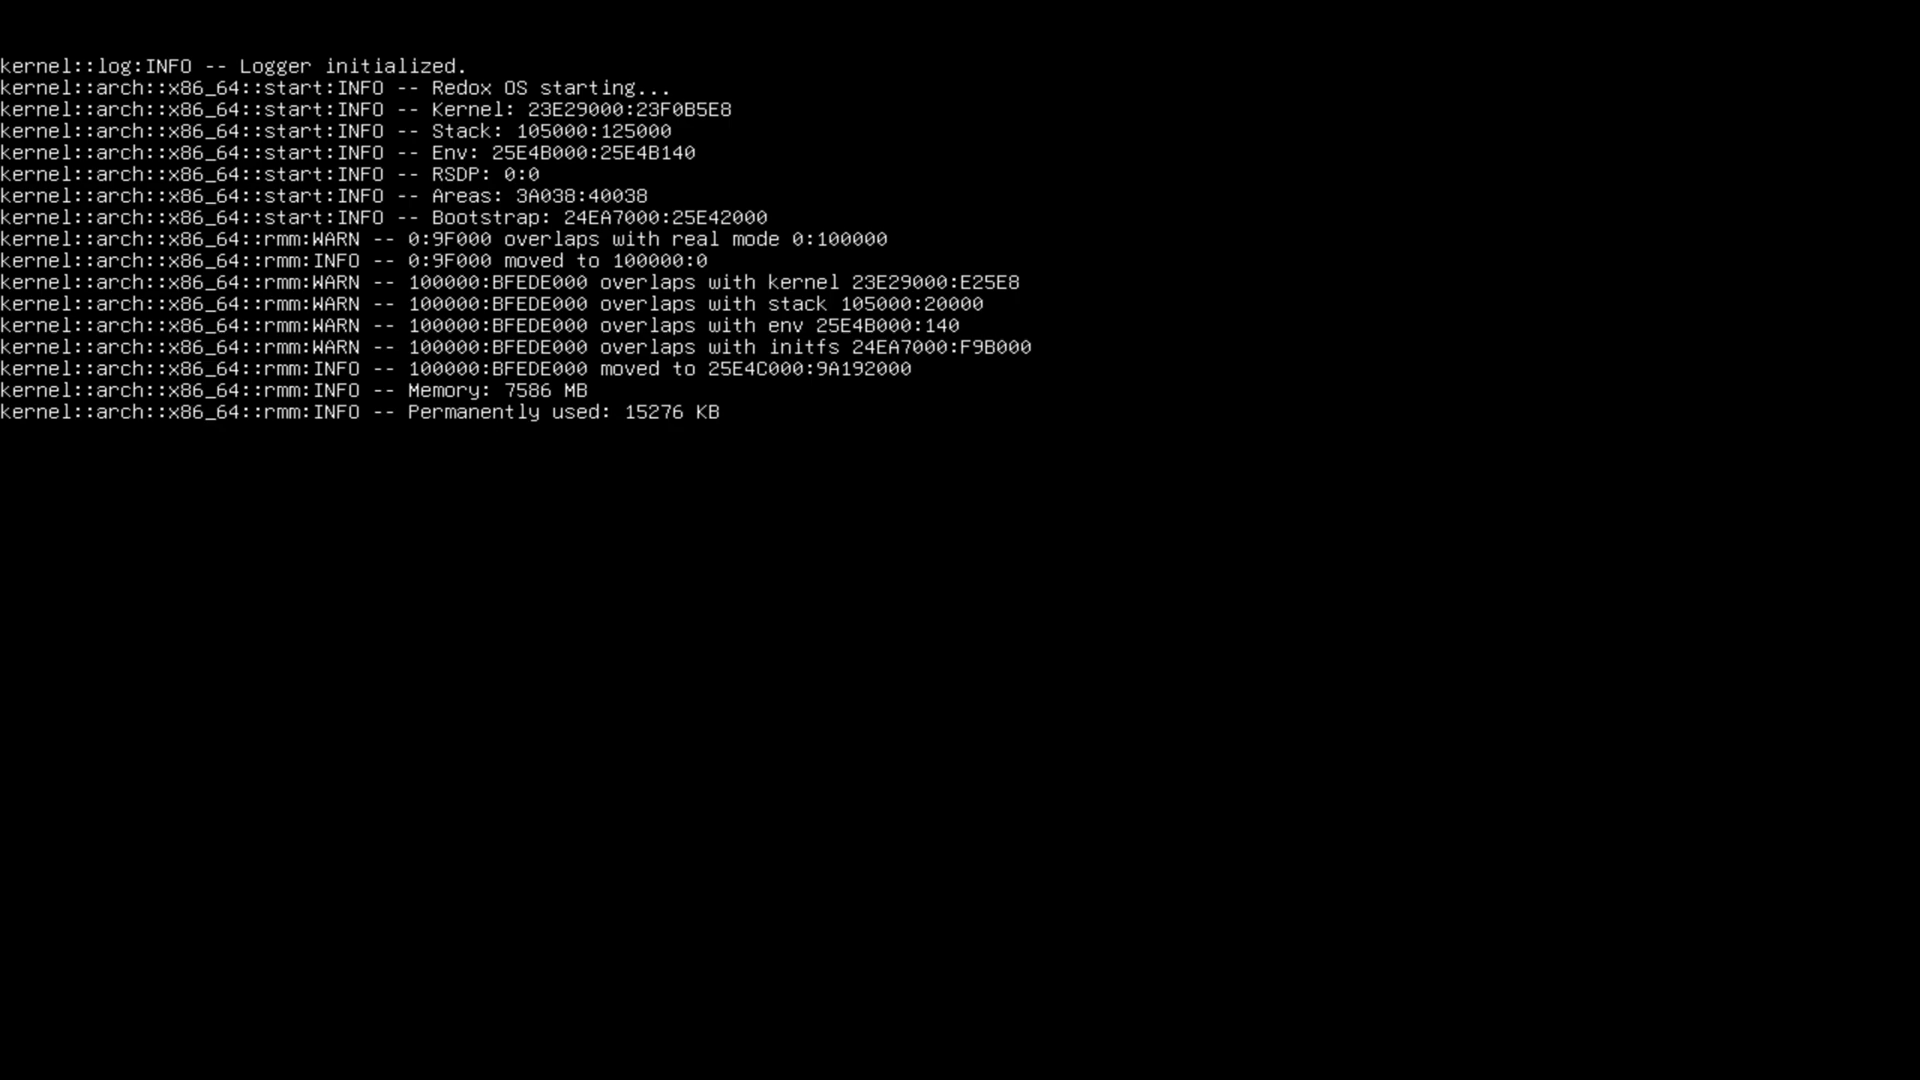 kernel::log:INFO -- Logger initialized.
kernel::arch::x86_64::start:INFO -- Redox OS starting...
kernel::arch::x86_64::start:INFO -- Kernel: 23E29000:23F0B5E8
kernel::arch::x86_64::start:INFO -- Stack: 105000:125000
kernel::arch::x86_64::start:INFO -- Env: 25E4B000:25E4B140
kernel::arch::x86_64::start:INFO -- RSDP: 0:0
kernel::arch::x86_64::start:INFO -- Areas: 3A038:40038
kernel::arch::x86_64::start:INFO -- Bootstrap: 24EA7000:25E42000
kernel::arch::x86_64::rmm:WARN -- 0:9F000 overlaps with real mode 0:100000
kernel::arch::x86_64::rmm:INFO -- 0:9F000 moved to 100000:0
kernel::arch::x86_64::rmm:WARN -- 100000:BFEDE000 overlaps with kernel 23E29000:E25E8
kernel::arch::x86_64::rmm:WARN -- 100000:BFEDE000 overlaps with stack 105000:20000
kernel::arch::x86_64::rmm:WARN -- 100000:BFEDE000 overlaps with env 25E4B000:140
kernel::arch::x86_64::rmm:WARN -- 100000:BFEDE000 overlaps with initfs 24EA7000:F9B000
kernel::arch::x86_64::rmm:INFO -- 100000:BFEDE000 moved to 25E4C000:9A192000
kernel::arch::x86_64::rmm:INFO -- Memory: 7586 MB
kernel::arch::x86_64::rmm:INFO -- Permanently used: 15276 KB